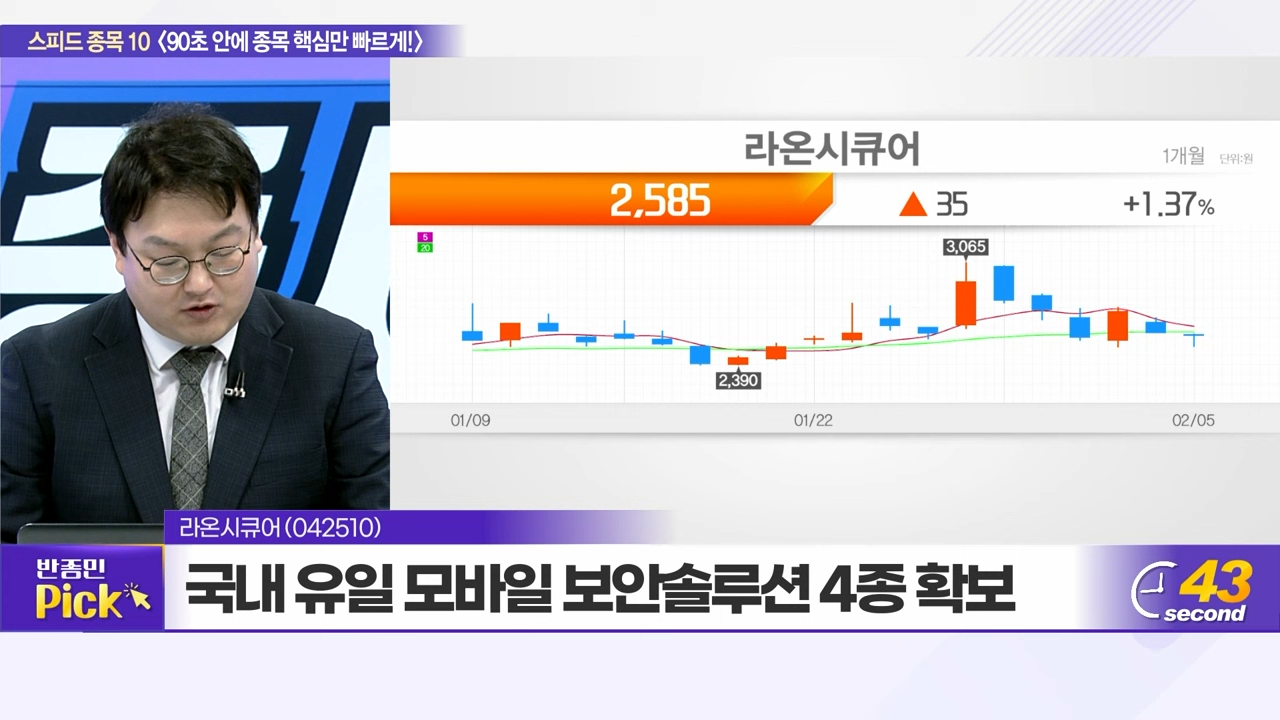 스피드 종목 10 〈90초 안에 종목 핵심만 빠르게!〉
라온시큐어
1개월 단위:원
2,585 ▲ 35 +1.37%
5
20
3,065
2,390
01/09 01/22 02/05
라온시큐어(042510)
반종민
Pick
국내 유일 모바일 보안솔루션 4종 확보
43
second